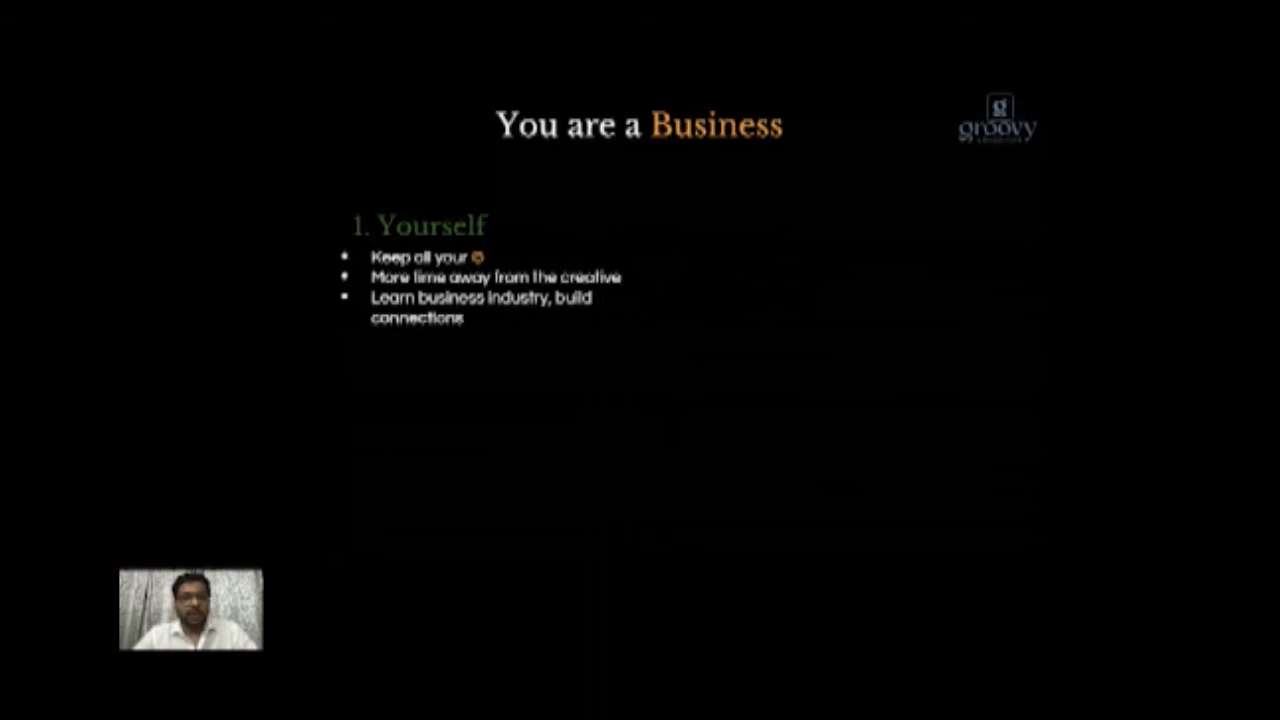 You are a Business
g
groovy
1. Yourself
Keep all your
More time away from the creative
Learn business industry, build
connections